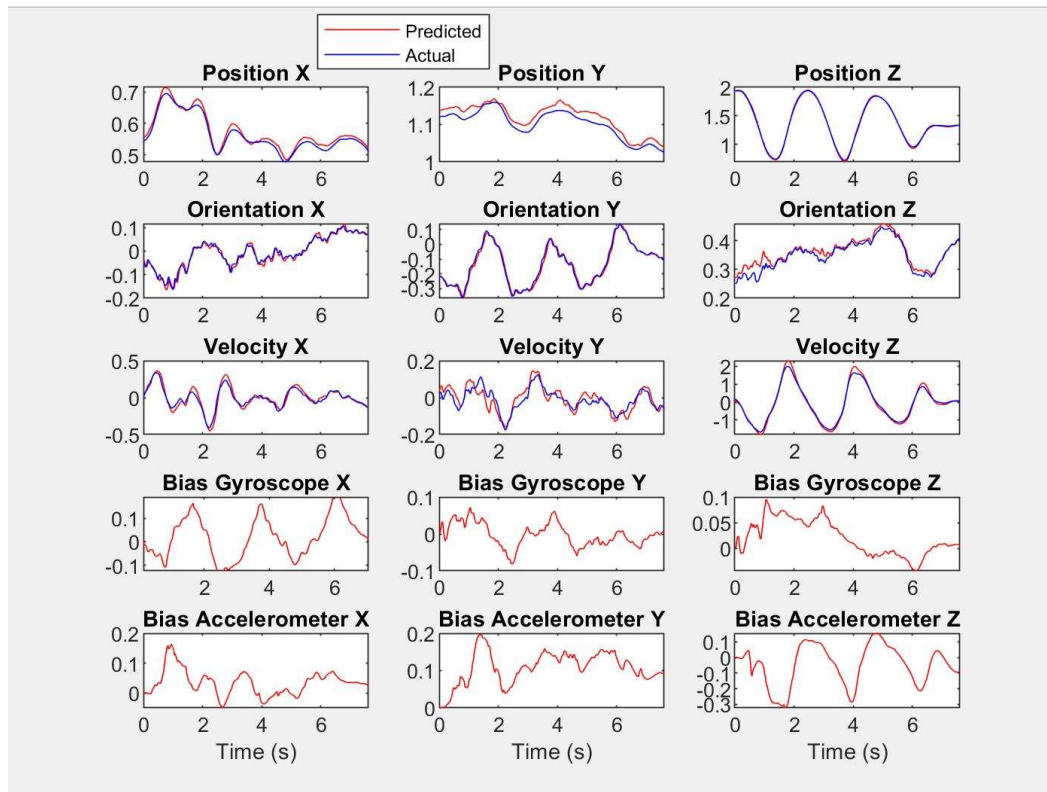 Predicted
Actual
Position X
Position Y
Position Z
0.7
0.6
0.5
0 2 4 6
1.2
1.1
1
0 2 4 6
2
1.5
1
0 2 4 6
Orientation X
Orientation Y
Orientation Z
0.1
0
-0.1
-0.2
0 2 4 6
0.1
0
-0.3
0 2 4 6
0.4
0.3
0.2
0 2 4 6
Velocity X
Velocity Y
Velocity Z
0.5
0
-0.5
0 2 4 6
0.2
0
-0.2
0 2 4 6
2
1
-1
0 2 4 6
Bias Gyroscope X
Bias Gyroscope Y
Bias Gyroscope Z
0.1
0
-0.1
2 4 6
0.1
0
-0.1
0 2 4 6
0.1
0.05
0
0 2 4 6
Bias Accelerometer X
Bias Accelerometer Y
Bias Accelerometer Z
0.2
0.1
0
0 2 4 6
0.2
0.1
0
0 2 4 6
0.1
0
-0.1
-0.2
-0.3
0 2 4 6
Time (s)
Time (s)
Time (s)